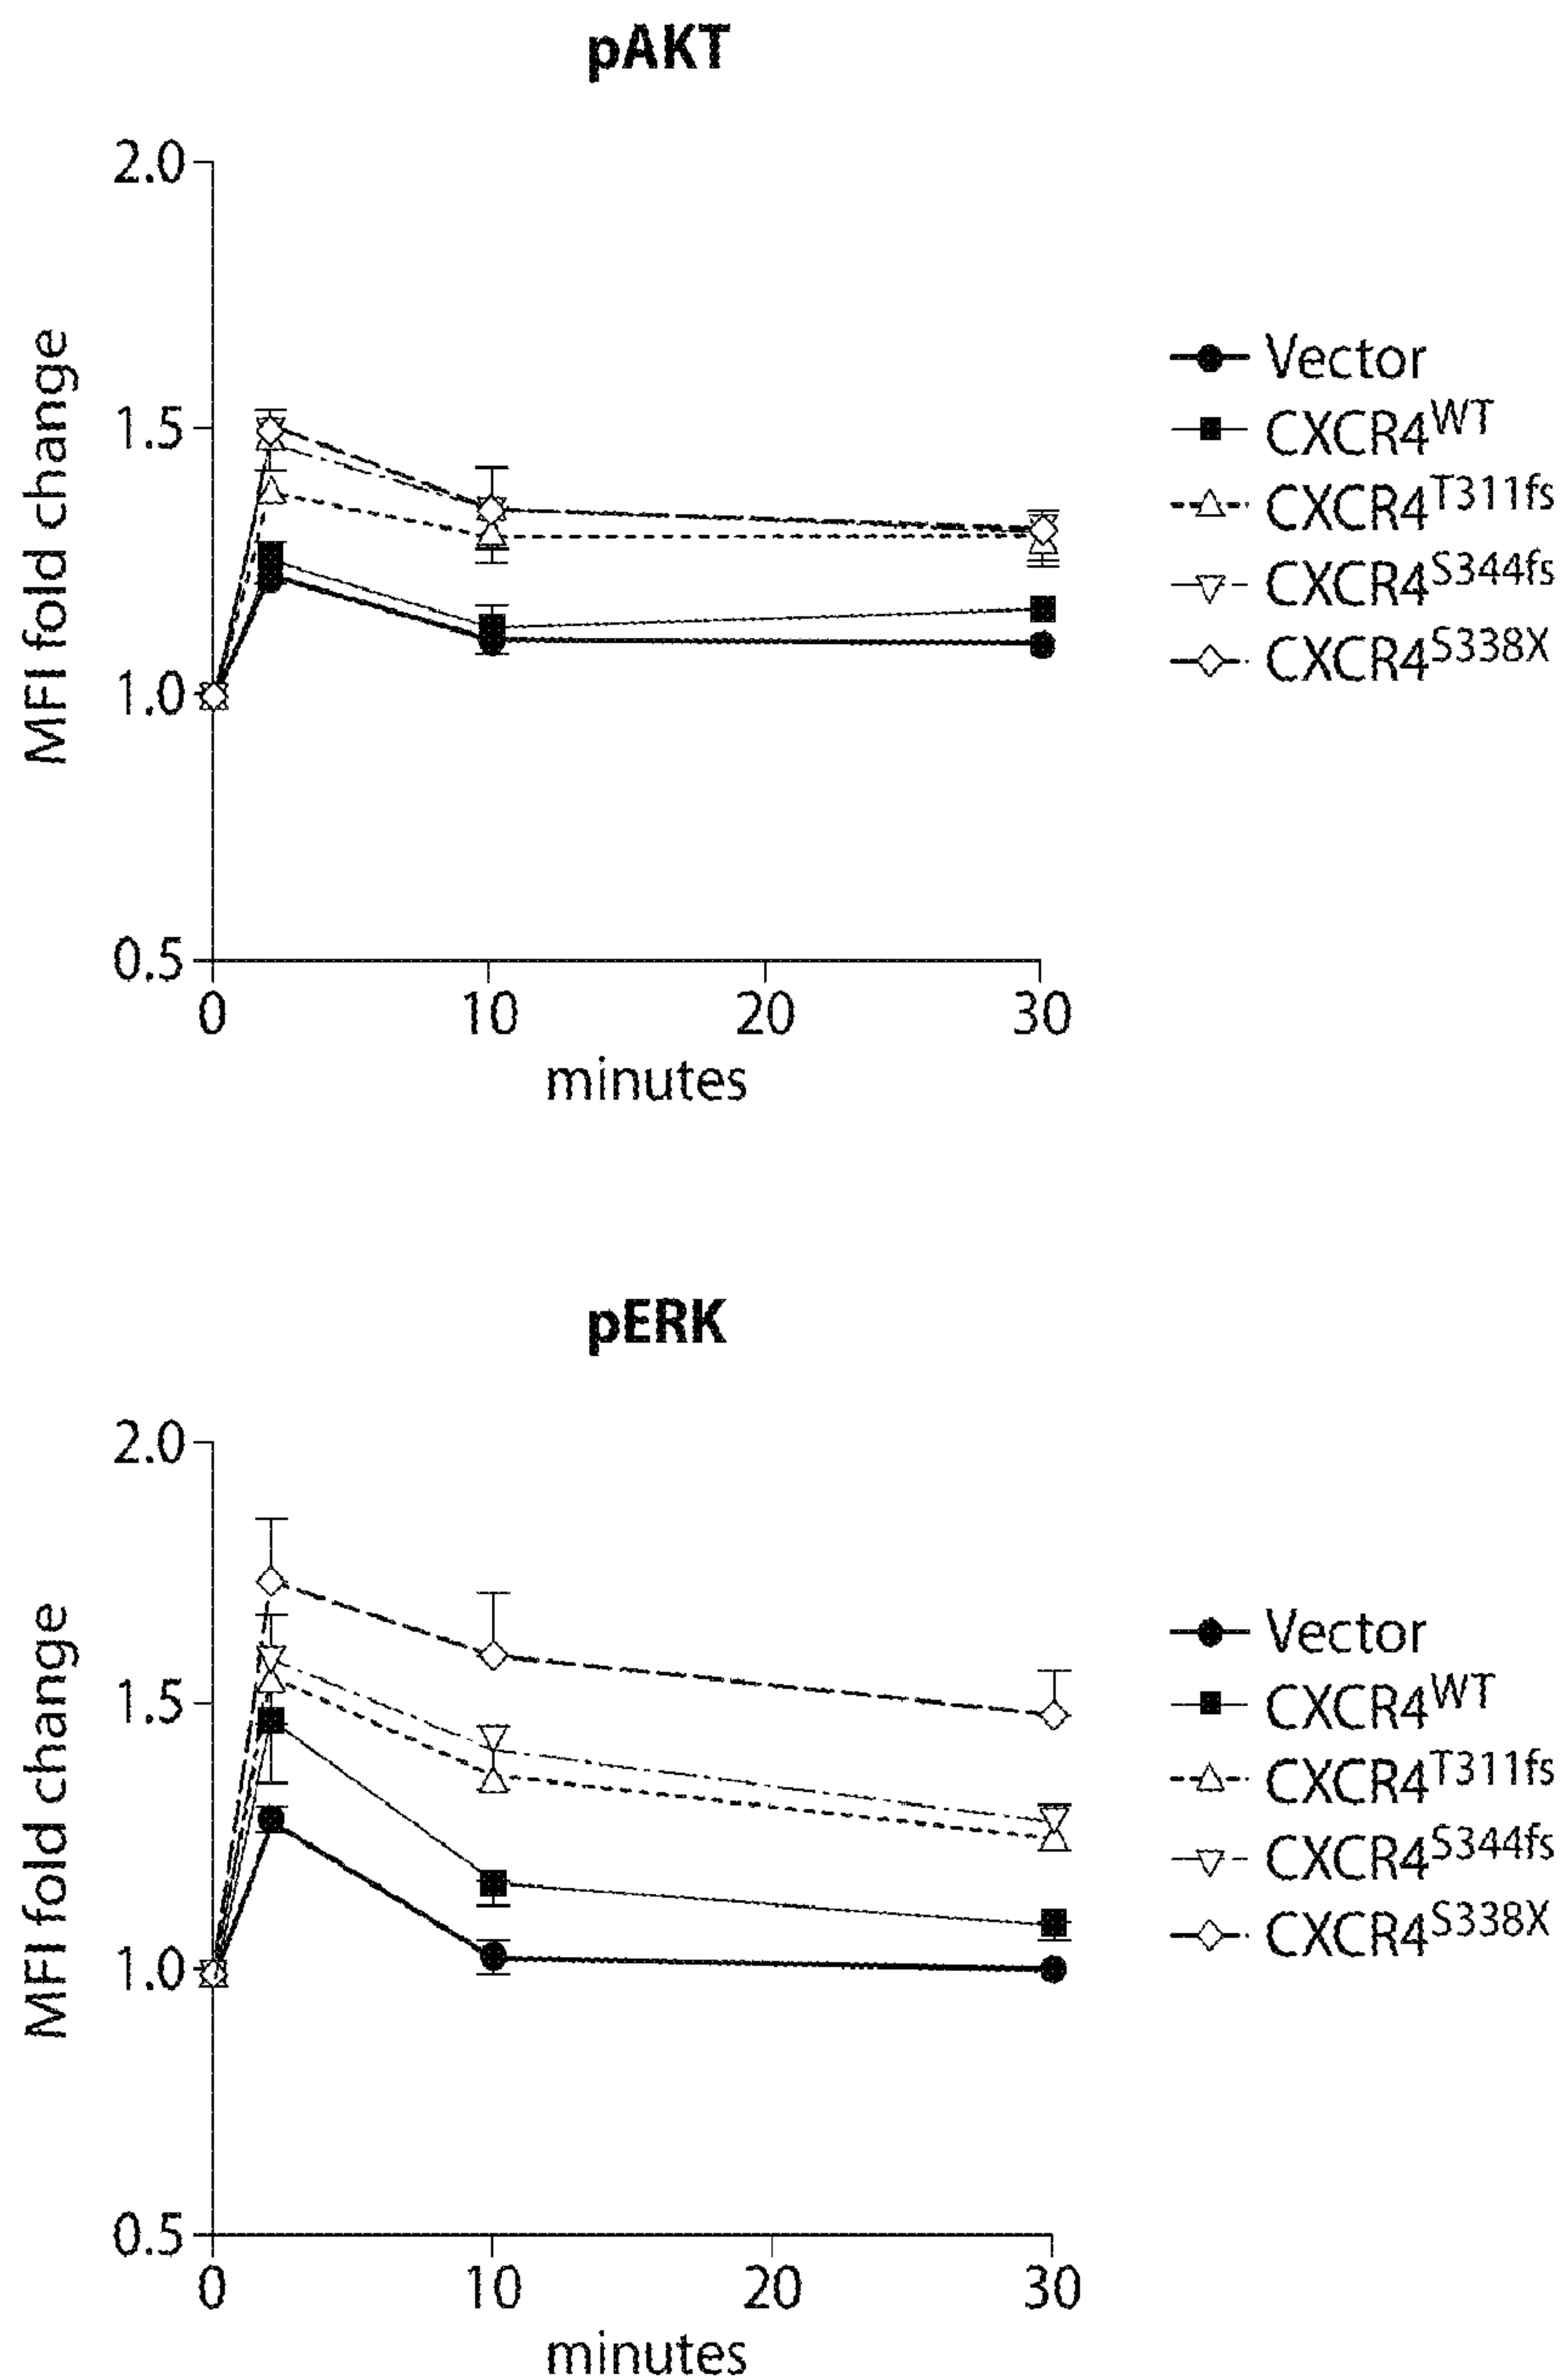 pAKT
MFI fold change
2.0
1.5
1.0
0.5
0 10 20 30
minutes
Vector
CXCR4WT
CXCR4T311fs
CXCR4S344fs
CXCR4S338X
pERK
MFI fold change
2.0
1.5
1.0
0.5
0 10 20 30
minutes
Vector
CXCR4WT
CXCR4T311fs
CXCR4S344fs
CXCR4S338X